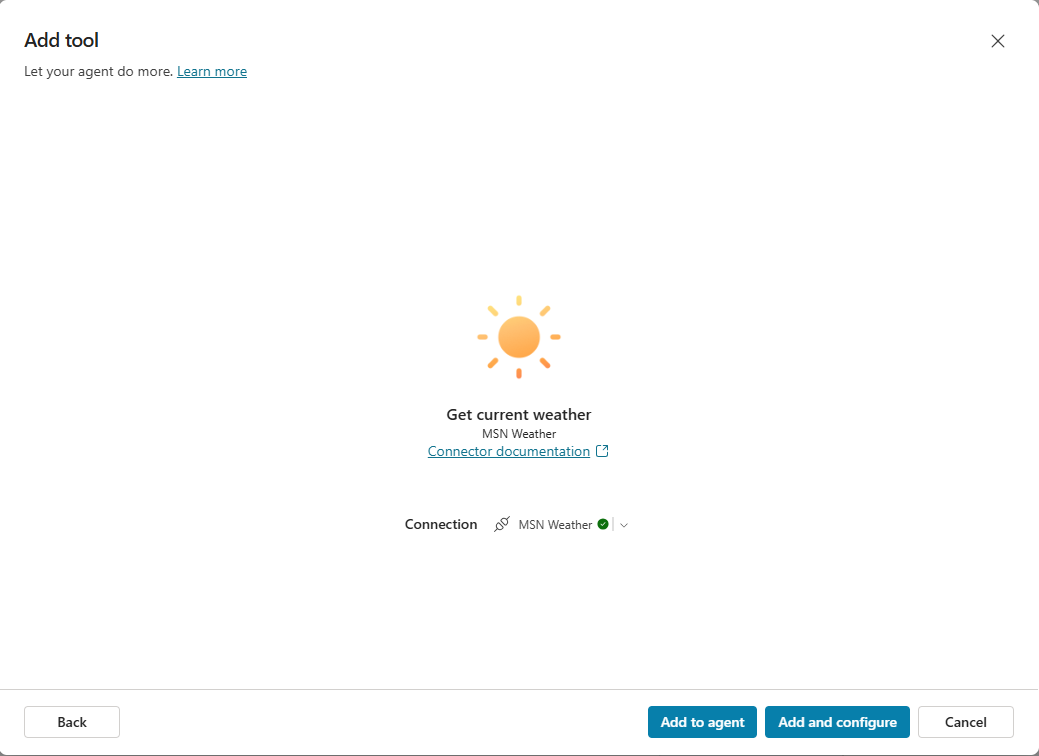 Add tool
Let your agent do more. Learn more
Get current weather
MSN Weather
Connector documentation
Connection MSN Weather
Back Add to agent Add and configure Cancel